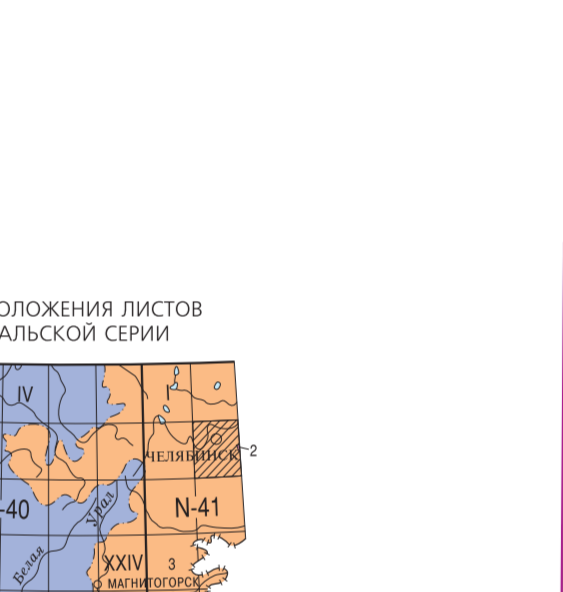 ОЛОЖЕНИЯ ЛИСТОВ
АЛЬСКОЙ СЕРИИ
IV
I
ЧЕЛЯБИНСК
2
-40
Урал
N-41
Белая
XXIV
3
МАГНИТОГОРСК